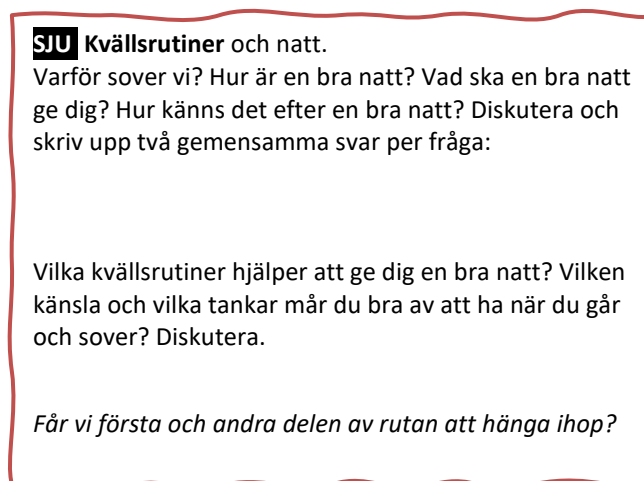 SJU Kvällsrutiner och natt.
Varför sover vi? Hur är en bra natt? Vad ska en bra natt
ge dig? Hur känns det efter en bra natt? Diskutera och
skriv upp två gemensamma svar per fråga:
Vilka kvällsrutiner hjälper att ge dig en bra natt? Vilken
känsla och vilka tankar mår du bra av att ha när du går
och sover? Diskutera.
Får vi första och andra delen av rutan att hänga ihop?